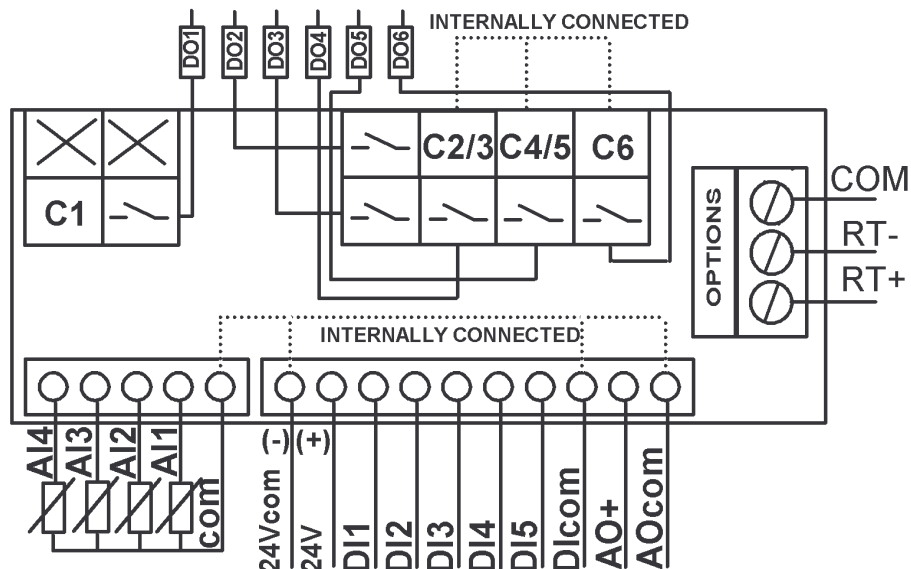 INTERNALLY CONNECTED
DO1
DO2
DO3
DO4
DO5
DO6
C2/3
C4/5
C6
C1
OPTIONS
COM
RT-
RT+
INTERNALLY CONNECTED
(-)
(+)
AI4
AI3
AI2
AI1
com
24Vcom
24V
DI1
DI2
DI3
DI4
DI5
DIcom
AO+
AOcom